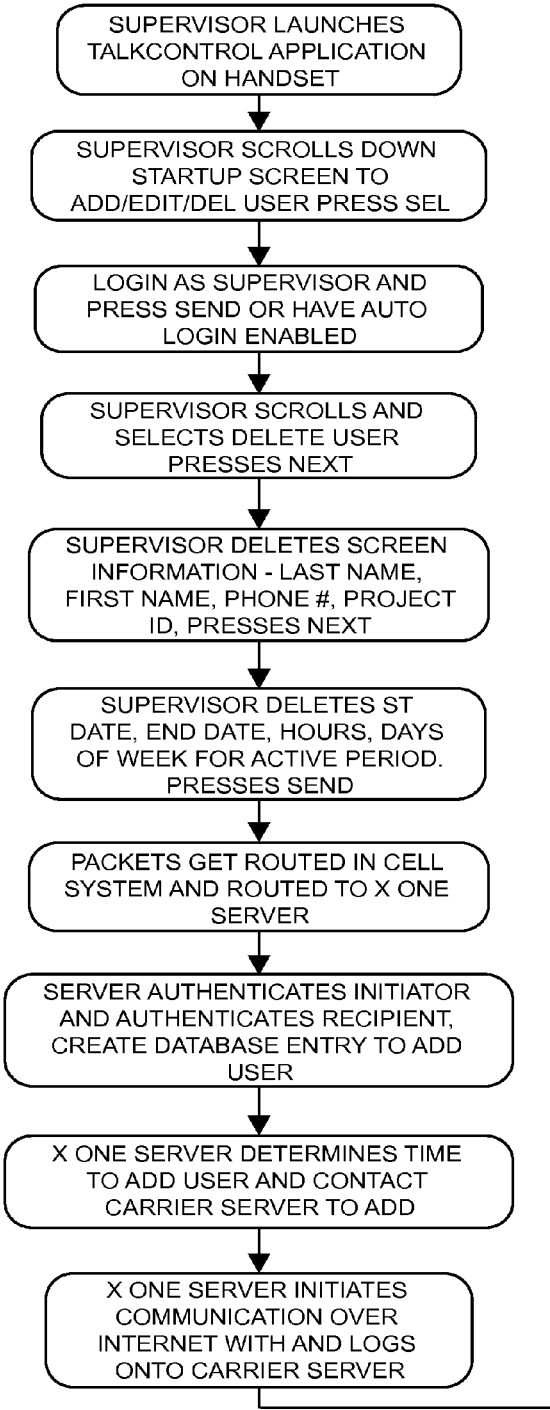 SUPERVISOR LAUNCHES
TALKCONTROL APPLICATION
ON HANDSET
SUPERVISOR SCROLLS DOWN
STARTUP SCREEN TO
ADD/EDIT/DEL USER PRESS SEL
LOGIN AS SUPERVISOR AND
PRESS SEND OR HAVE AUTO
LOGIN ENABLED
SUPERVISOR SCROLLS AND
SELECTS DELETE USER
PRESSES NEXT
SUPERVISOR DELETES SCREEN
INFORMATION - LAST NAME,
FIRST NAME, PHONE #, PROJECT
ID, PRESSES NEXT
SUPERVISOR DELETES ST
DATE, END DATE, HOURS, DAYS
OF WEEK FOR ACTIVE PERIOD.
PRESSES SEND
PACKETS GET ROUTED IN CELL
SYSTEM AND ROUTED TO X ONE
SERVER
SERVER AUTHENTICATES INITIATOR
AND AUTHENTICATES RECIPIENT,
CREATE DATABASE ENTRY TO ADD
USER
X ONE SERVER DETERMINES TIME
TO ADD USER AND CONTACT
CARRIER SERVER TO ADD
X ONE SERVER INITIATES
COMMUNICATION OVER
INTERNET WITH AND LOGS
ONTO CARRIER SERVER